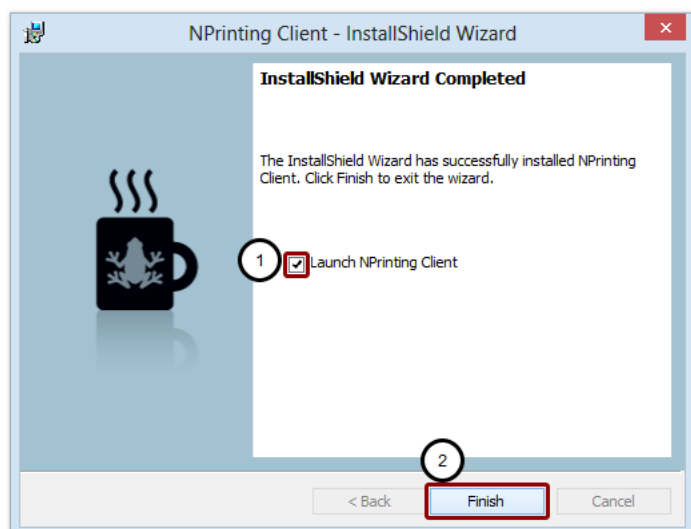 NPrinting Client - InstallShield Wizard
InstallShield Wizard Completed
The InstallShield Wizard has successfully installed NPrinting
Client. Click Finish to exit the wizard.
1
Launch NPrinting Client
2
< Back
Finish
Cancel